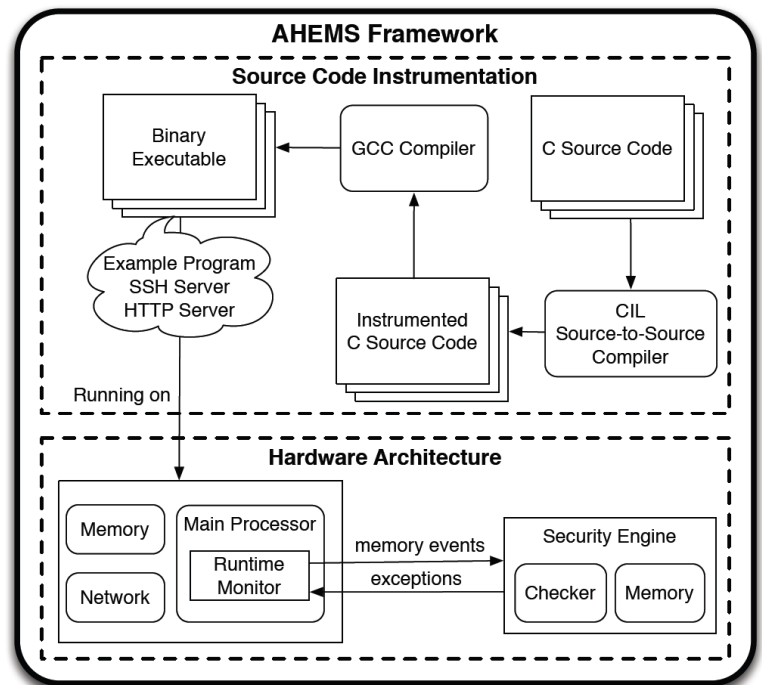 AHEMS Framework
Source Code Instrumentation
Binary
Executable
GCC Compiler
C Source Code
Example Program
SSH Server
HTTP Server
Instrumented
C Source Code
CIL
Source-to-Source
Compiler
Running on
Hardware Architecture
Memory
Network
Main Processor
Runtime
Monitor
memory events
exceptions
Security Engine
Checker
Memory